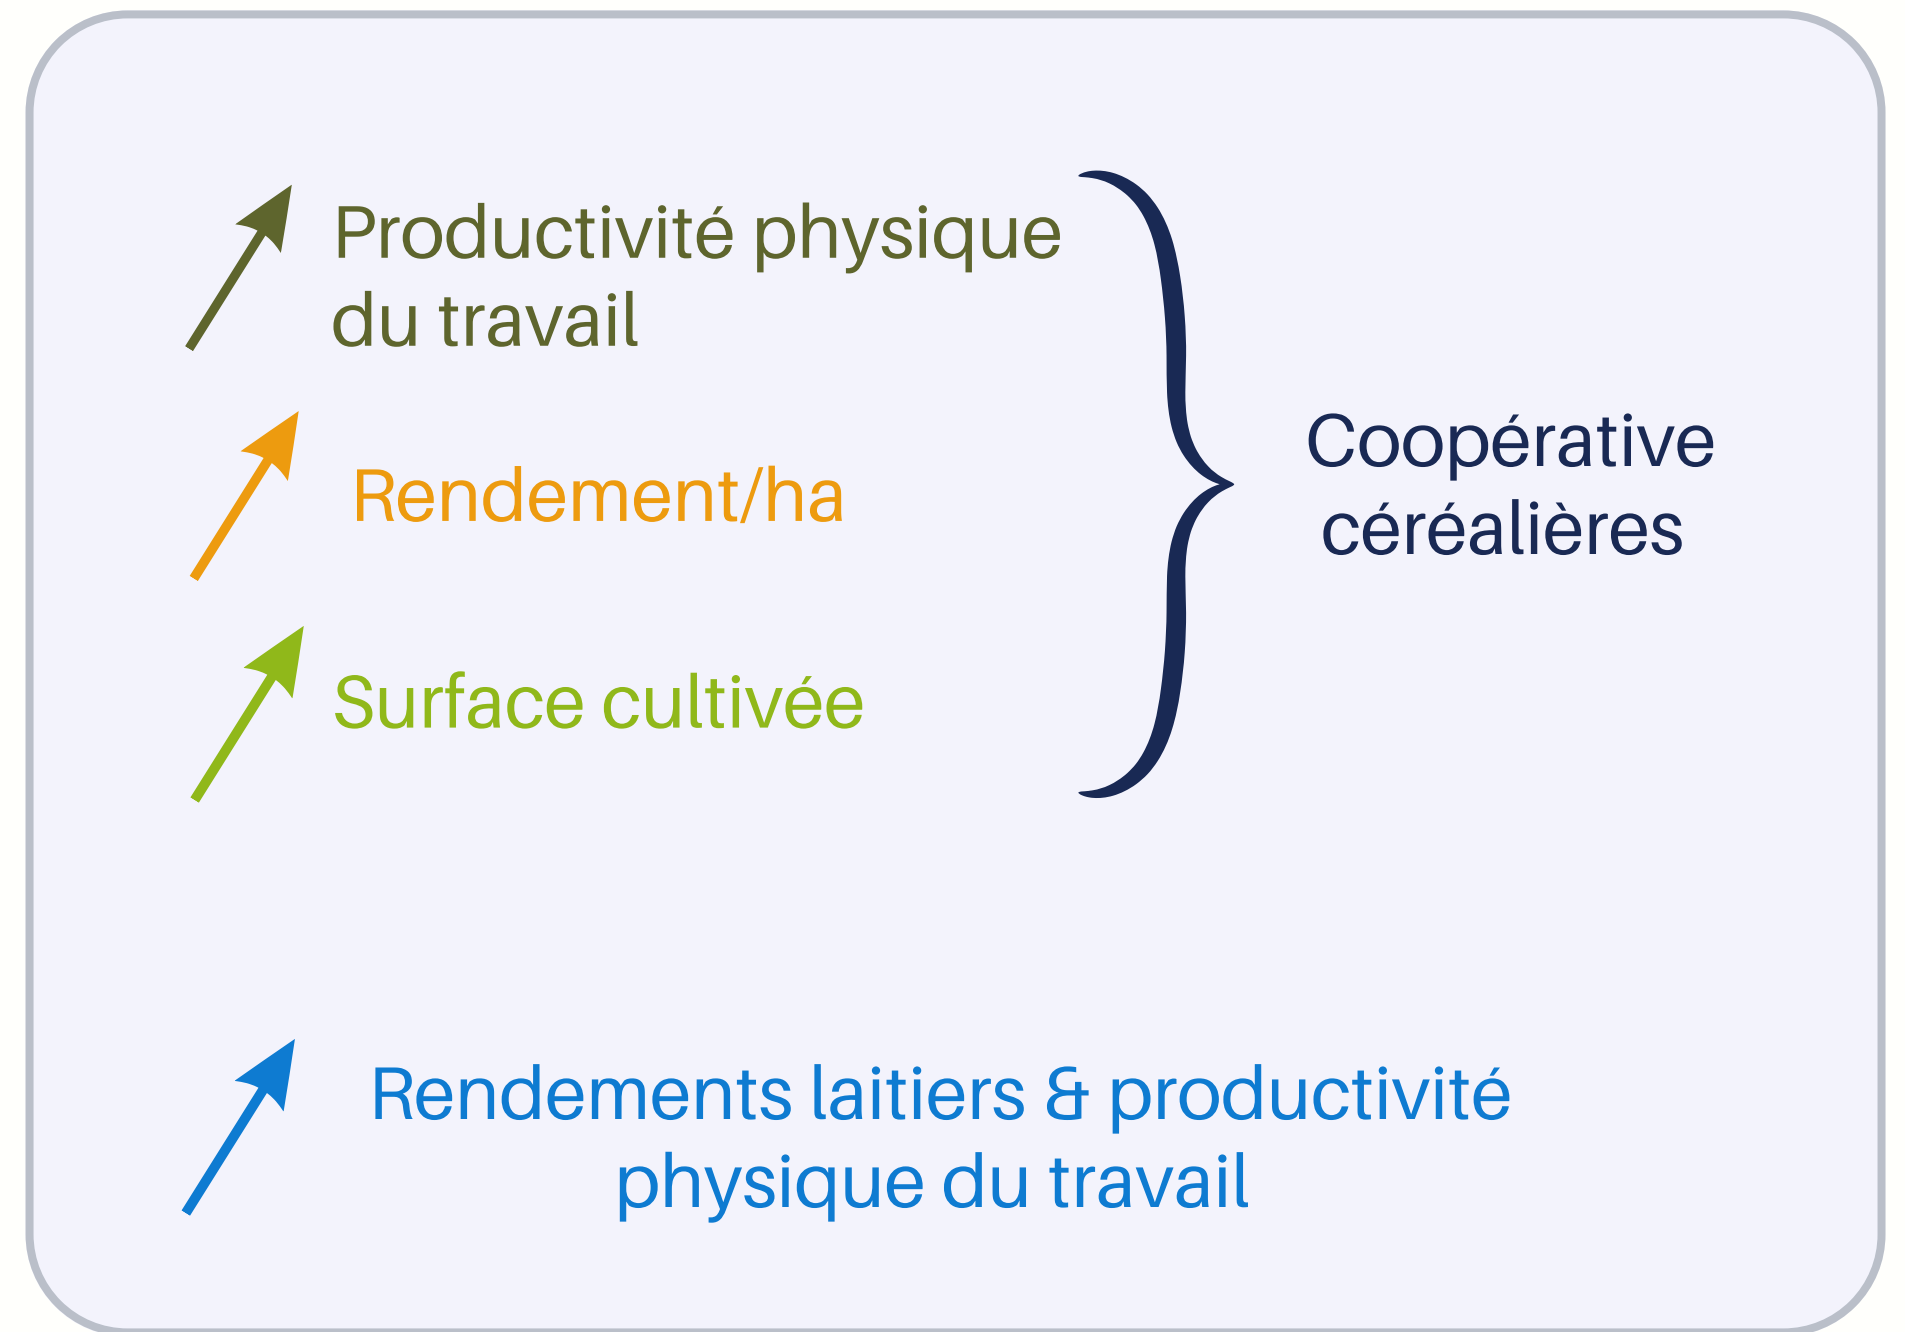 Productivité physique
du travail
Rendement/ha
Surface cultivée
Coopérative
céréalières
Rendements laitiers & productivité
physique du travail